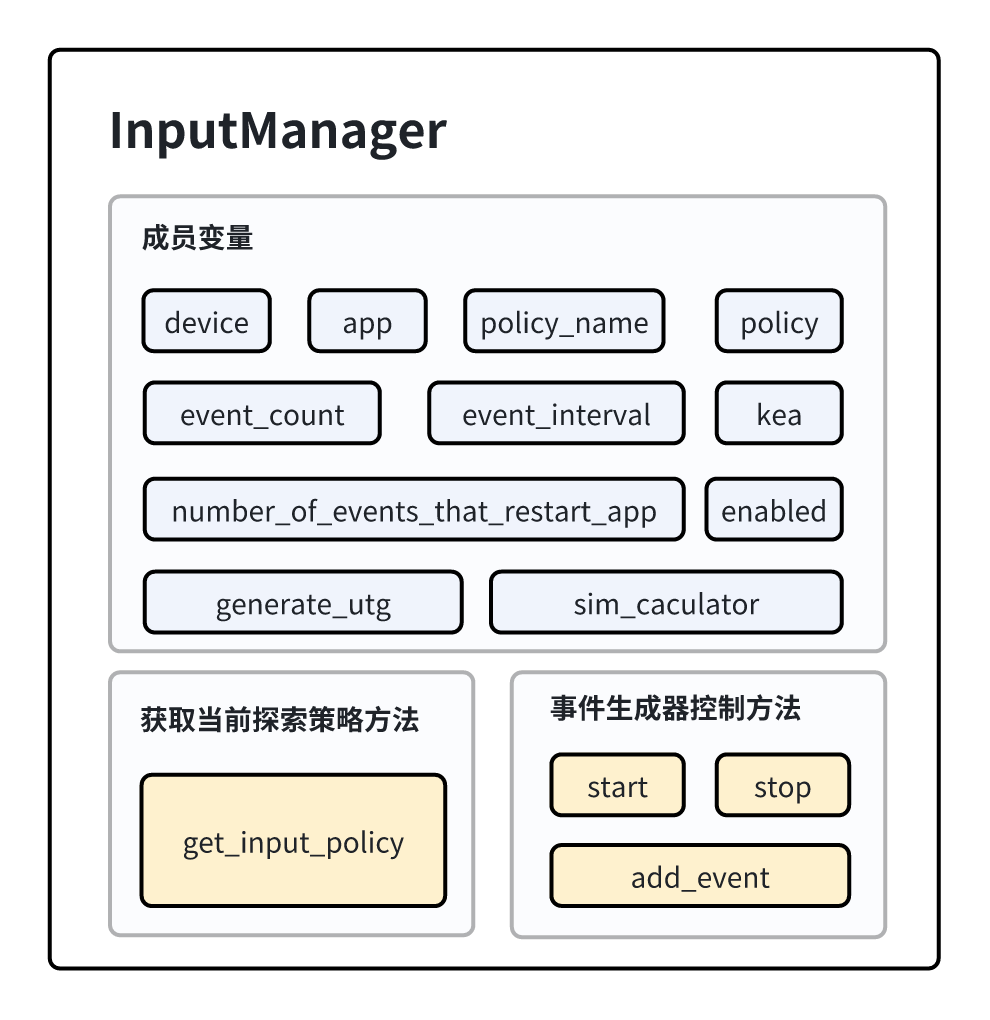 InputManager
成员变量
device app policy_name policy
event_count event_interval kea
number_of_events_that_restart_app enabled
generate_utg sim_caculator
获取当前探索策略方法
get_input_policy
事件生成器控制方法
start stop
add_event